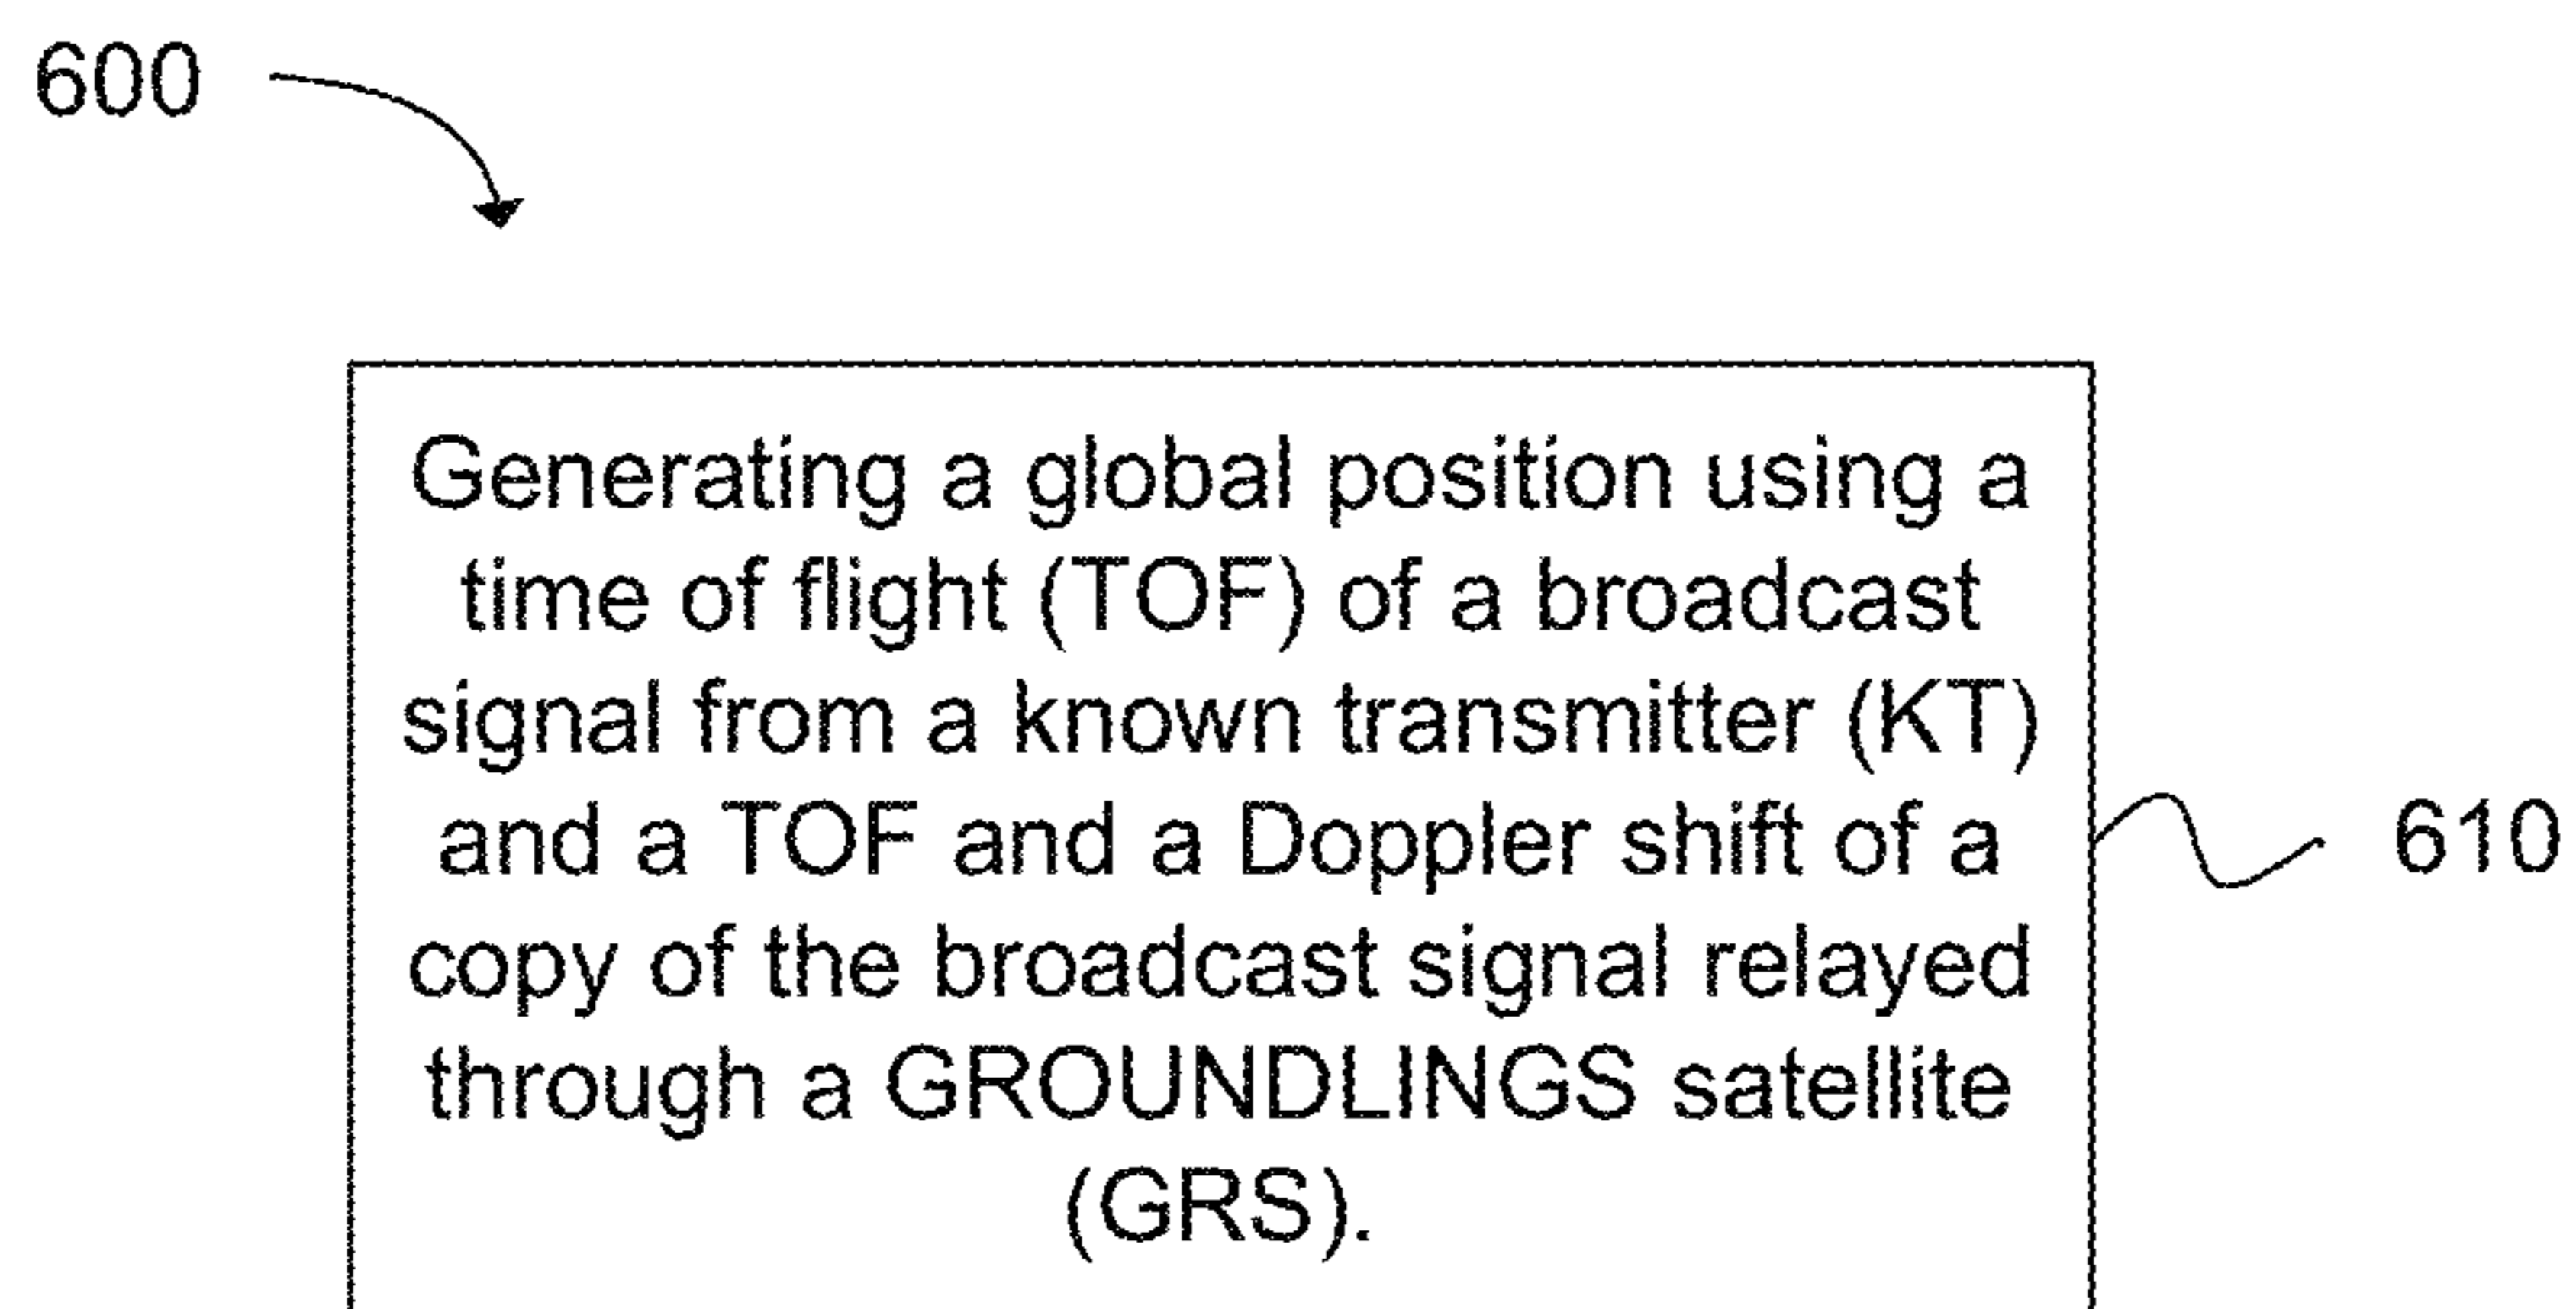 600
Generating a global position using a
time of flight (TOF) of a broadcast
signal from a known transmitter (KT)
and a TOF and a Doppler shift of a
copy of the broadcast signal relayed
through a GROUNDLINGS satellite
(GRS).
610